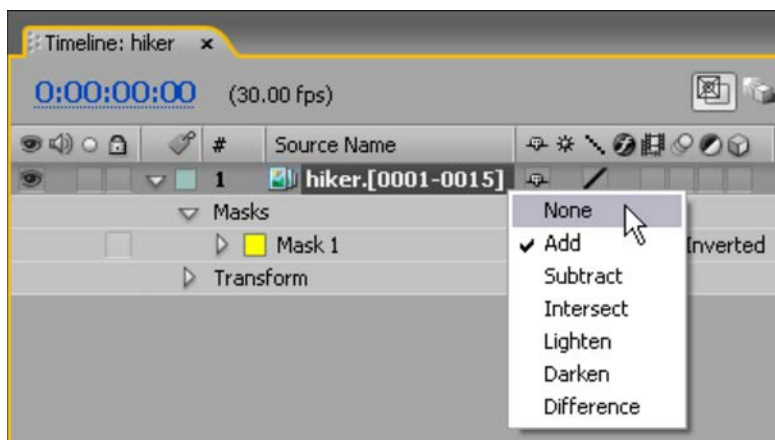 Timeline: hiker x
0:00:00:00 (30.00 fps)
# Source Name
1 hiker.[0001-0015]
Masks
Mask 1 Inverted
Transform
None
Add
Subtract
Intersect
Lighten
Darken
Difference